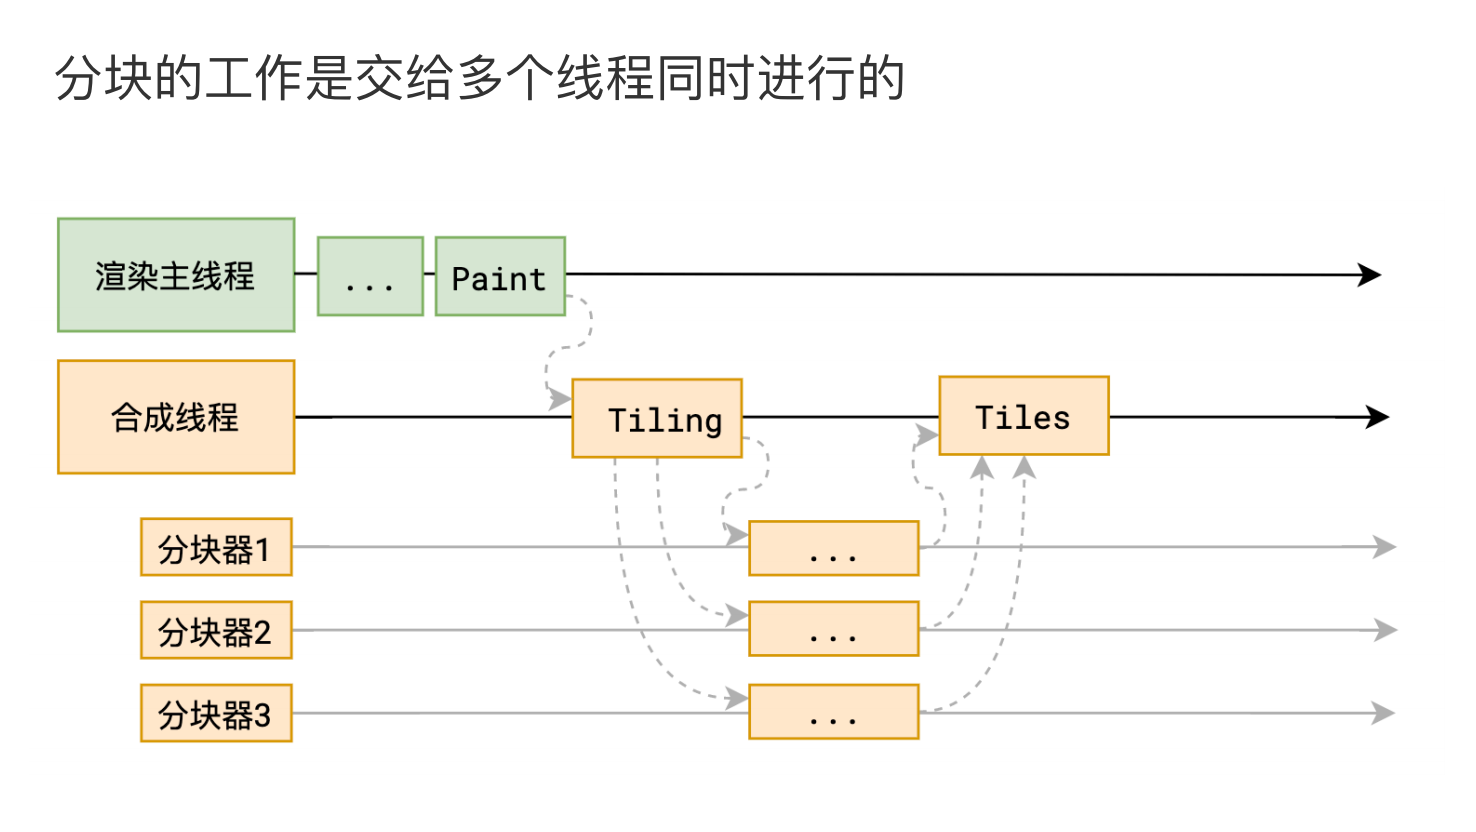 分块的工作是交给多个线程同时进行的
渲染主线程
...
Paint
合成线程
Tiling
Tiles
分块器1
...
分块器2
...
分块器3
...